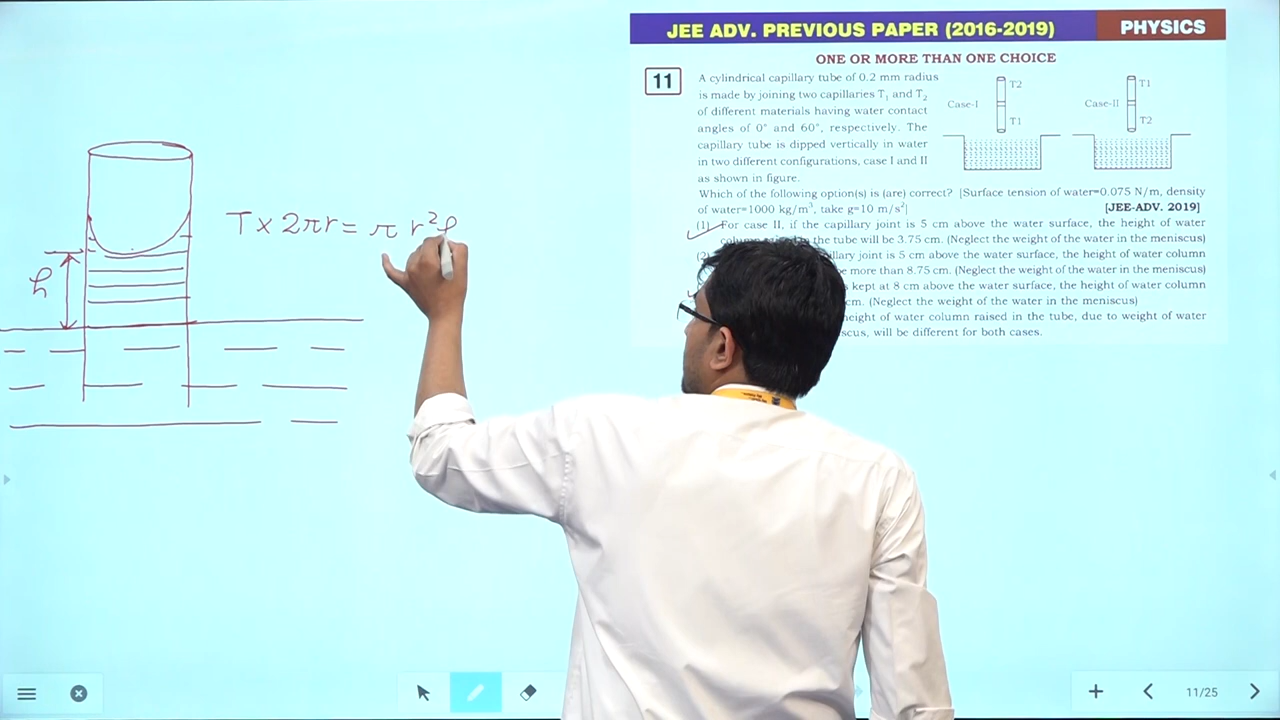 JEE ADV. PREVIOUS PAPER (2016-2019) PHYSICS
ONE OR MORE THAN ONE CHOICE
11
A cylindrical capillary tube of 0.2 mm radius
is made by joining two capillaries T₁ and T₂
of different materials having water contact
angles of 0° and 60°, respectively. The
capillary tube is dipped vertically in water
in two different configurations, case I and II
as shown in figure.
Case-I T2
T1
Case-II T1
T2
Which of the following option(s) is (are) correct? [Surface tension of water=0.075 N/m, density
of water=1000 kg/m³, take g=10 m/s²]
[JEE-ADV. 2019]
(1) For case II, if the capillary joint is 5 cm above the water surface, the height of water
the tube will be 3.75 cm. (Neglect the weight of the water in the meniscus)
(2) joint is 5 cm above the water surface, the height of water column
more than 8.75 cm. (Neglect the weight of the water in the meniscus)
kept at 8 cm above the water surface, the height of water column
cm. (Neglect the weight of the water in the meniscus)
height of water column raised in the tube, due to weight of water
will be different for both cases.
T × 2πr = π r²ρ
h
11/25